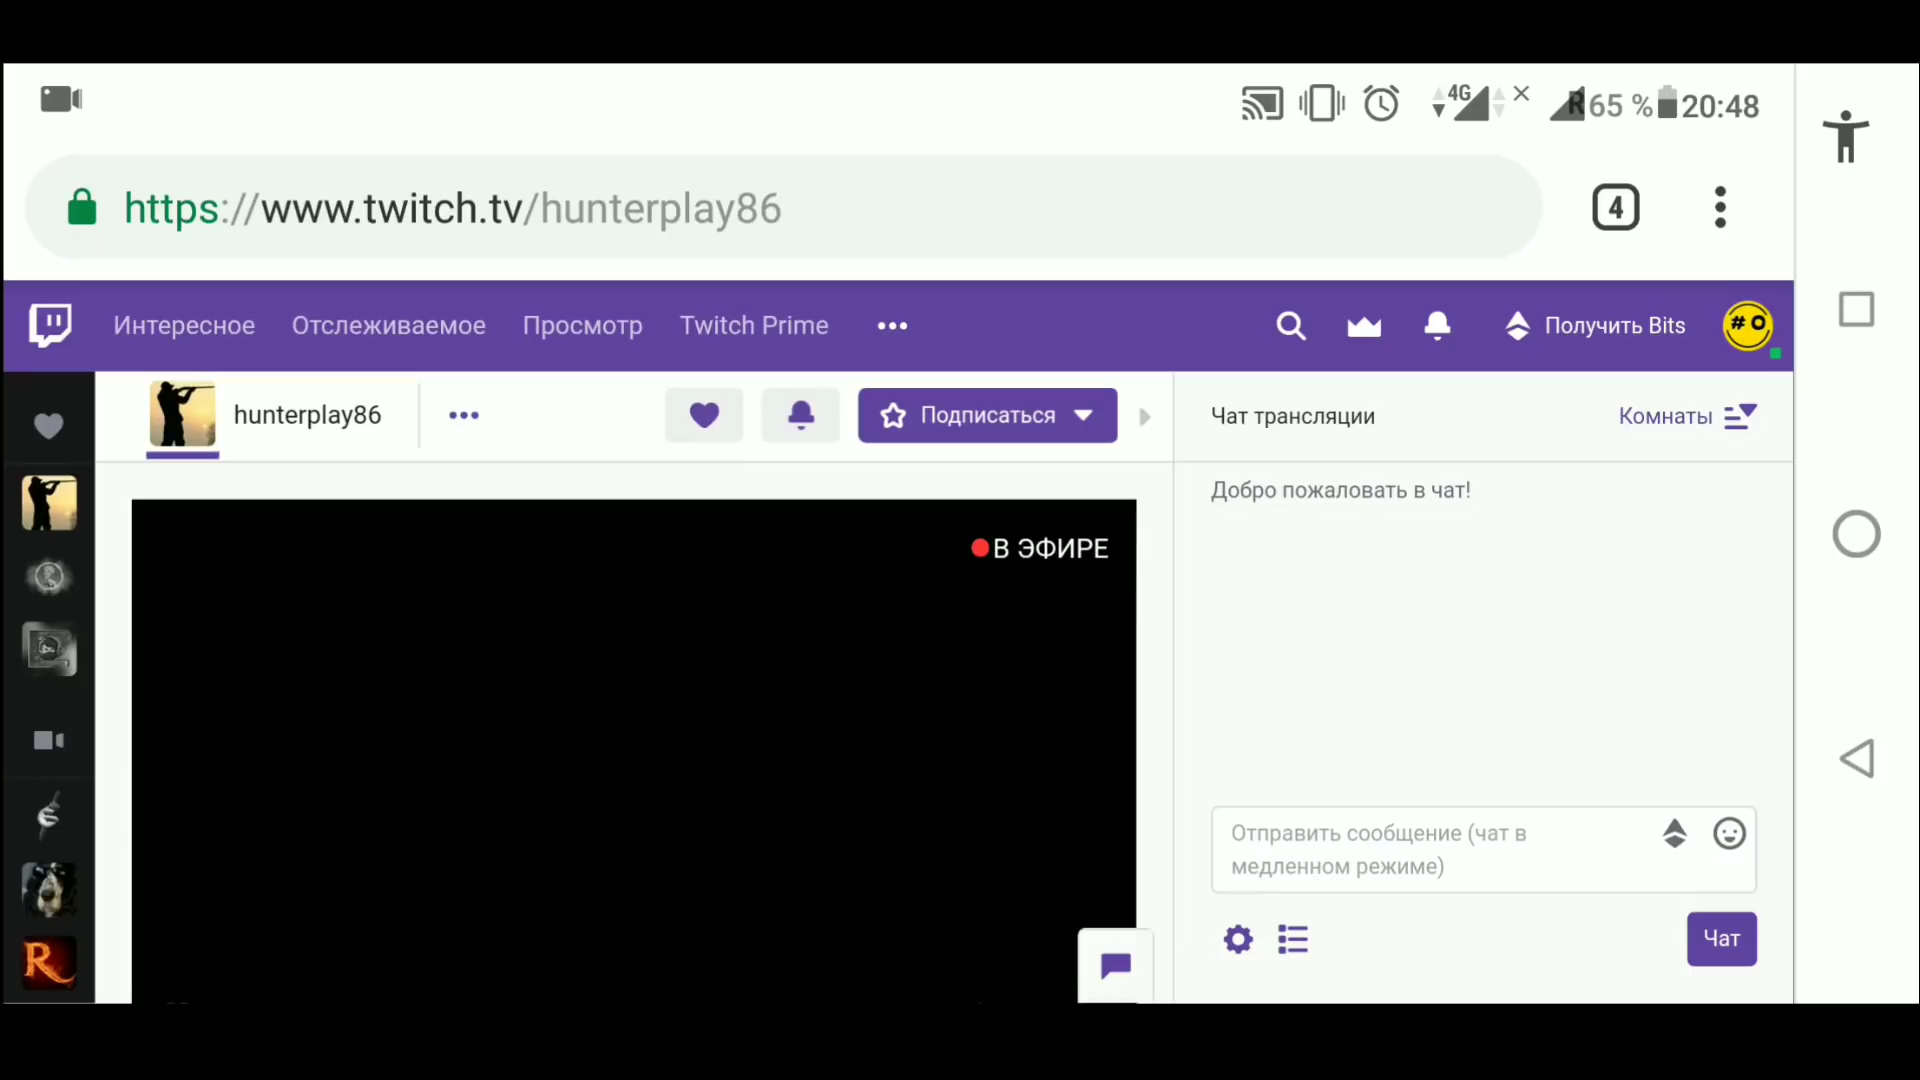 4G R 65 % 20:48
https://www.twitch.tv/hunterplay86
4
Интересное Отслеживаемое Просмотр Twitch Prime ••• Получить Bits
# O
hunterplay86 ••• Подписаться Чат трансляции Комнаты
Добро пожаловать в чат!
В ЭФИРЕ
Отправить сообщение (чат в
медленном режиме)
R
Чат